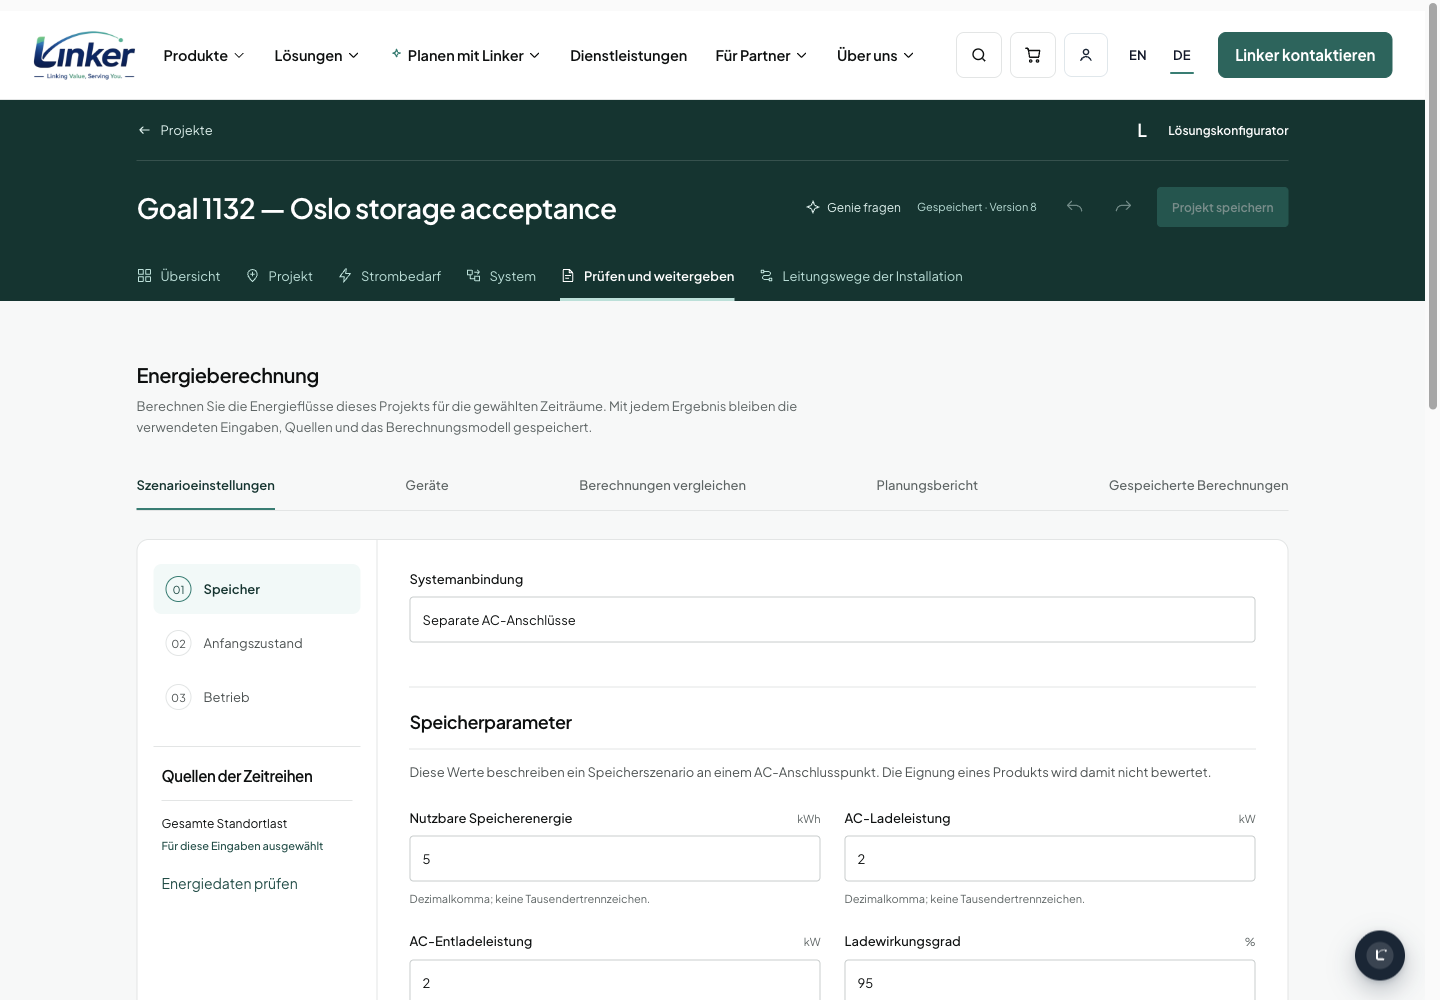 Linker
Linking Value, Serving You.
Produkte
Lösungen
Planen mit Linker
Dienstleistungen
Für Partner
Über uns
EN
DE
Linker kontaktieren
Projekte
L
Lösungskonfigurator
Goal 1132 — Oslo storage acceptance
Genie fragen
Gespeichert · Version 8
Projekt speichern
Übersicht
Projekt
Strombedarf
System
Prüfen und weitergeben
Leitungswege der Installation
Energieberechnung
Berechnen Sie die Energieflüsse dieses Projekts für die gewählten Zeiträume. Mit jedem Ergebnis bleiben die
verwendeten Eingaben, Quellen und das Berechnungsmodell gespeichert.
Szenarioeinstellungen
Geräte
Berechnungen vergleichen
Planungsbericht
Gespeicherte Berechnungen
01 Speicher
02 Anfangszustand
03 Betrieb
Quellen der Zeitreihen
Gesamte Standortlast
Für diese Eingaben ausgewählt
Energiedaten prüfen
Systemanbindung
Separate AC-Anschlüsse
Speicherparameter
Diese Werte beschreiben ein Speicherszenario an einem AC-Anschlusspunkt. Die Eignung eines Produkts wird damit nicht bewertet.
Nutzbare Speicherenergie kWh
5
Dezimalkomma; keine Tausendertrennzeichen.
AC-Ladeleistung kW
2
Dezimalkomma; keine Tausendertrennzeichen.
AC-Entladeleistung kW
2
Ladewirkungsgrad %
95